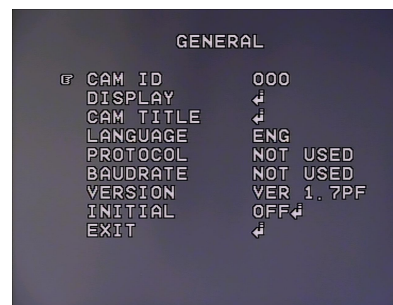 GENERAL
CAM ID 000
DISPLAY ↲
CAM TITLE ↲
LANGUAGE ENG
PROTOCOL NOT USED
BAUDRATE NOT USED
VERSION VER 1.7PF
INITIAL OFF↲
EXIT ↲